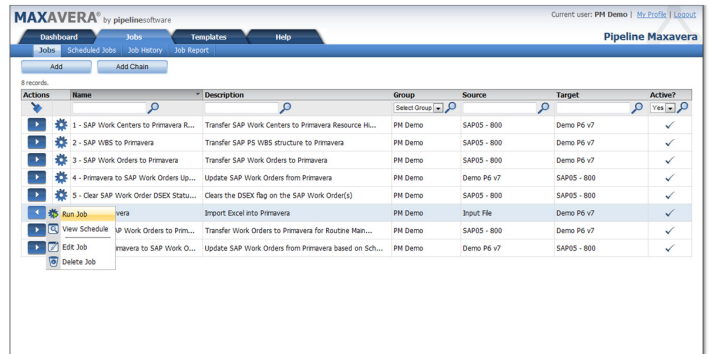 MAXAVERA® by pipelinesoftware
Current user: PM Demo | My Profile | Logout
Dashboard Jobs Templates Help
Pipeline Maxavera
Jobs Scheduled Jobs Job History Job Report
Add Add Chain
8 records.
Actions Name Description Group Source Target Active?
Select Group Yes
1 - SAP Work Centers to Primavera R... Transfer SAP Work Centers to Primavera Resource Hi... PM Demo SAP05 - 800 Demo P6 v7
2 - SAP WBS to Primavera Transfer SAP PS WBS structure to Primavera PM Demo SAP05 - 800 Demo P6 v7
3 - SAP Work Orders to Primavera Transfer SAP Work Orders to Primavera PM Demo SAP05 - 800 Demo P6 v7
4 - Primavera to SAP Work Orders Up... Update SAP Work Orders from Primavera PM Demo Demo P6 v7 SAP05 - 800
5 - Clear SAP Work Order DSEX Statu... Clears the DSEX flag on the SAP Work Order(s) PM Demo SAP05 - 800 SAP05 - 800
Run Job vera Import Excel into Primavera PM Demo Input File Demo P6 v7
View Schedule AP Work Orders to Prim... Transfer Work Orders to Primavera for Routine Main... PM Demo SAP05 - 800 Demo P6 v7
Edit Job imavera to SAP Work O... Update SAP Work Orders from Primavera based on Sch... PM Demo Demo P6 v7 SAP05 - 800
Delete Job